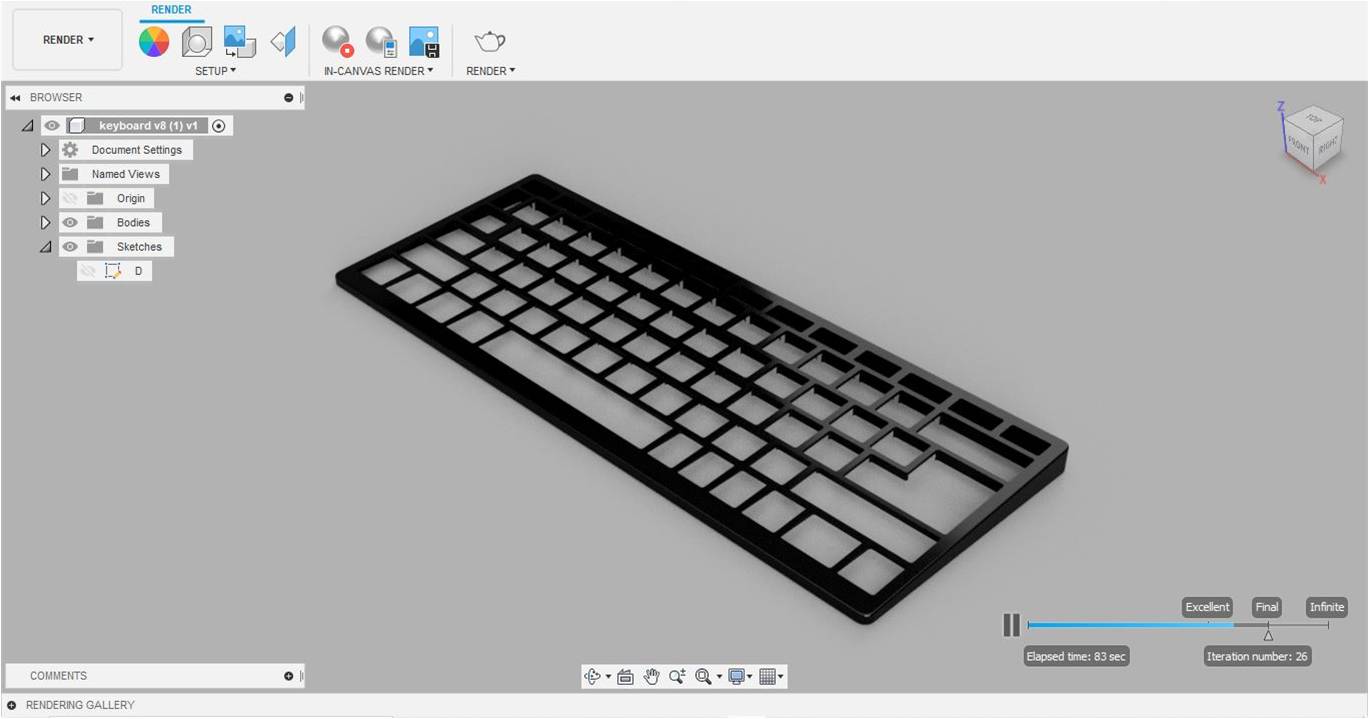 RENDER
RENDER
SETUP
IN-CANVAS RENDER
RENDER
BROWSER
keyboard v8 (1) v1
Document Settings
Named Views
Origin
Bodies
Sketches
D
Z
TOP
FRONT
RIGHT
X
Excellent
Final
Infinite
Elapsed time: 83 sec
Iteration number: 26
COMMENTS
RENDERING GALLERY